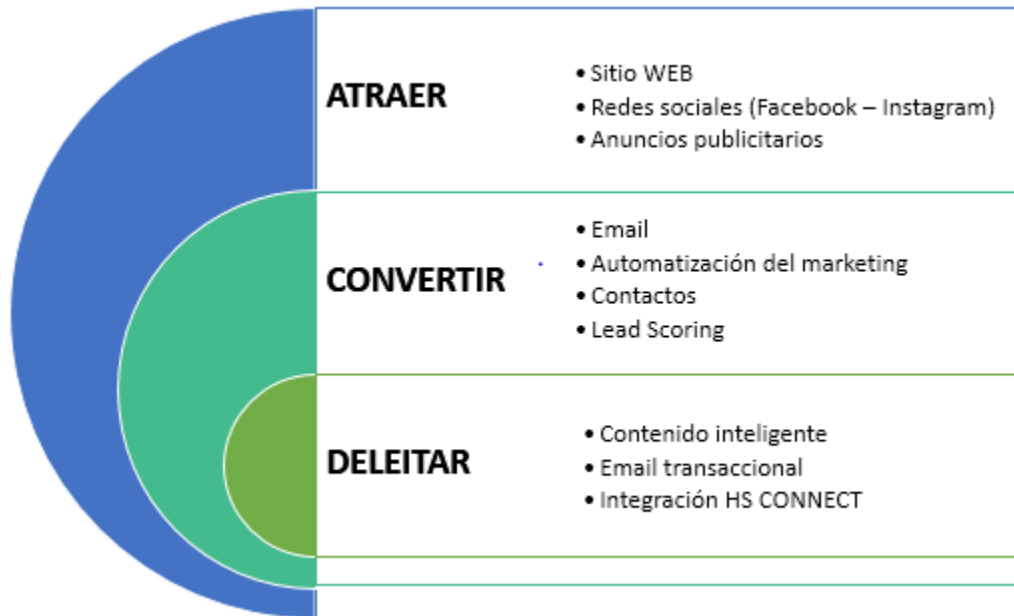 ATRAER
• Sitio WEB
• Redes sociales (Facebook – Instagram)
• Anuncios publicitarios
CONVERTIR
• Email
• Automatización del marketing
• Contactos
• Lead Scoring
DELEITAR
• Contenido inteligente
• Email transaccional
• Integración HS CONNECT